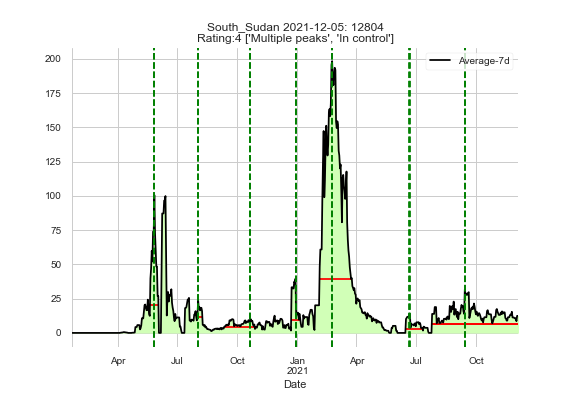 South_Sudan 2021-12-05: 12804
Rating:4 ['Multiple peaks', 'In control']
Average-7d
200
175
150
125
100
75
50
25
0
Apr Jul Oct Jan Apr Jul Oct
2021
Date